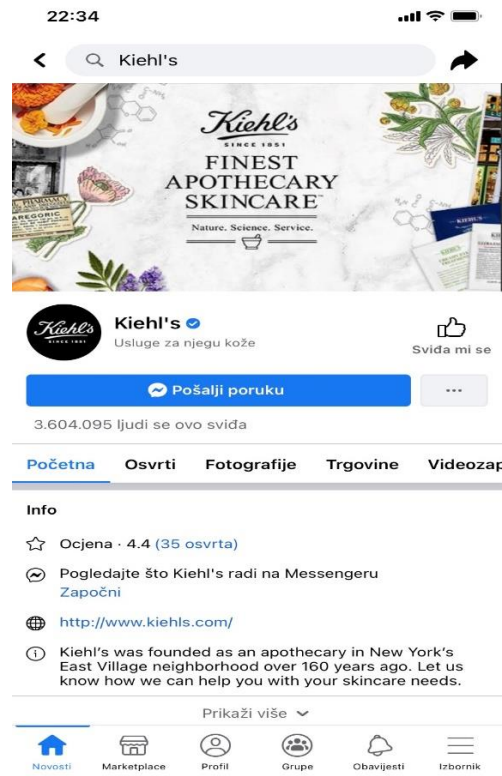 22:34
Kiehl's
Kiehl's
SINCE 1851
FINEST
APOTHECARY
SKINCARE™
Nature. Science. Service.
PHARMACY
AREGORIC
KIEHL'S
Kiehl's
SINCE 1851
Kiehl's
Usluge za njegu kože
Sviđa mi se
Pošalji poruku
3.604.095 ljudi se ovo sviđa
Početna Osvrti Fotografije Trgovine Videozap
Info
Ocjena · 4.4 (35 osvrta)
Pogledajte što Kiehl's radi na Messengeru
Započni
http://www.kiehls.com/
Kiehl's was founded as an apothecary in New York's
East Village neighborhood over 160 years ago. Let us
know how we can help you with your skincare needs.
Prikaži više
Novosti Marketplace Profil Grupe Obavijesti Izbornik